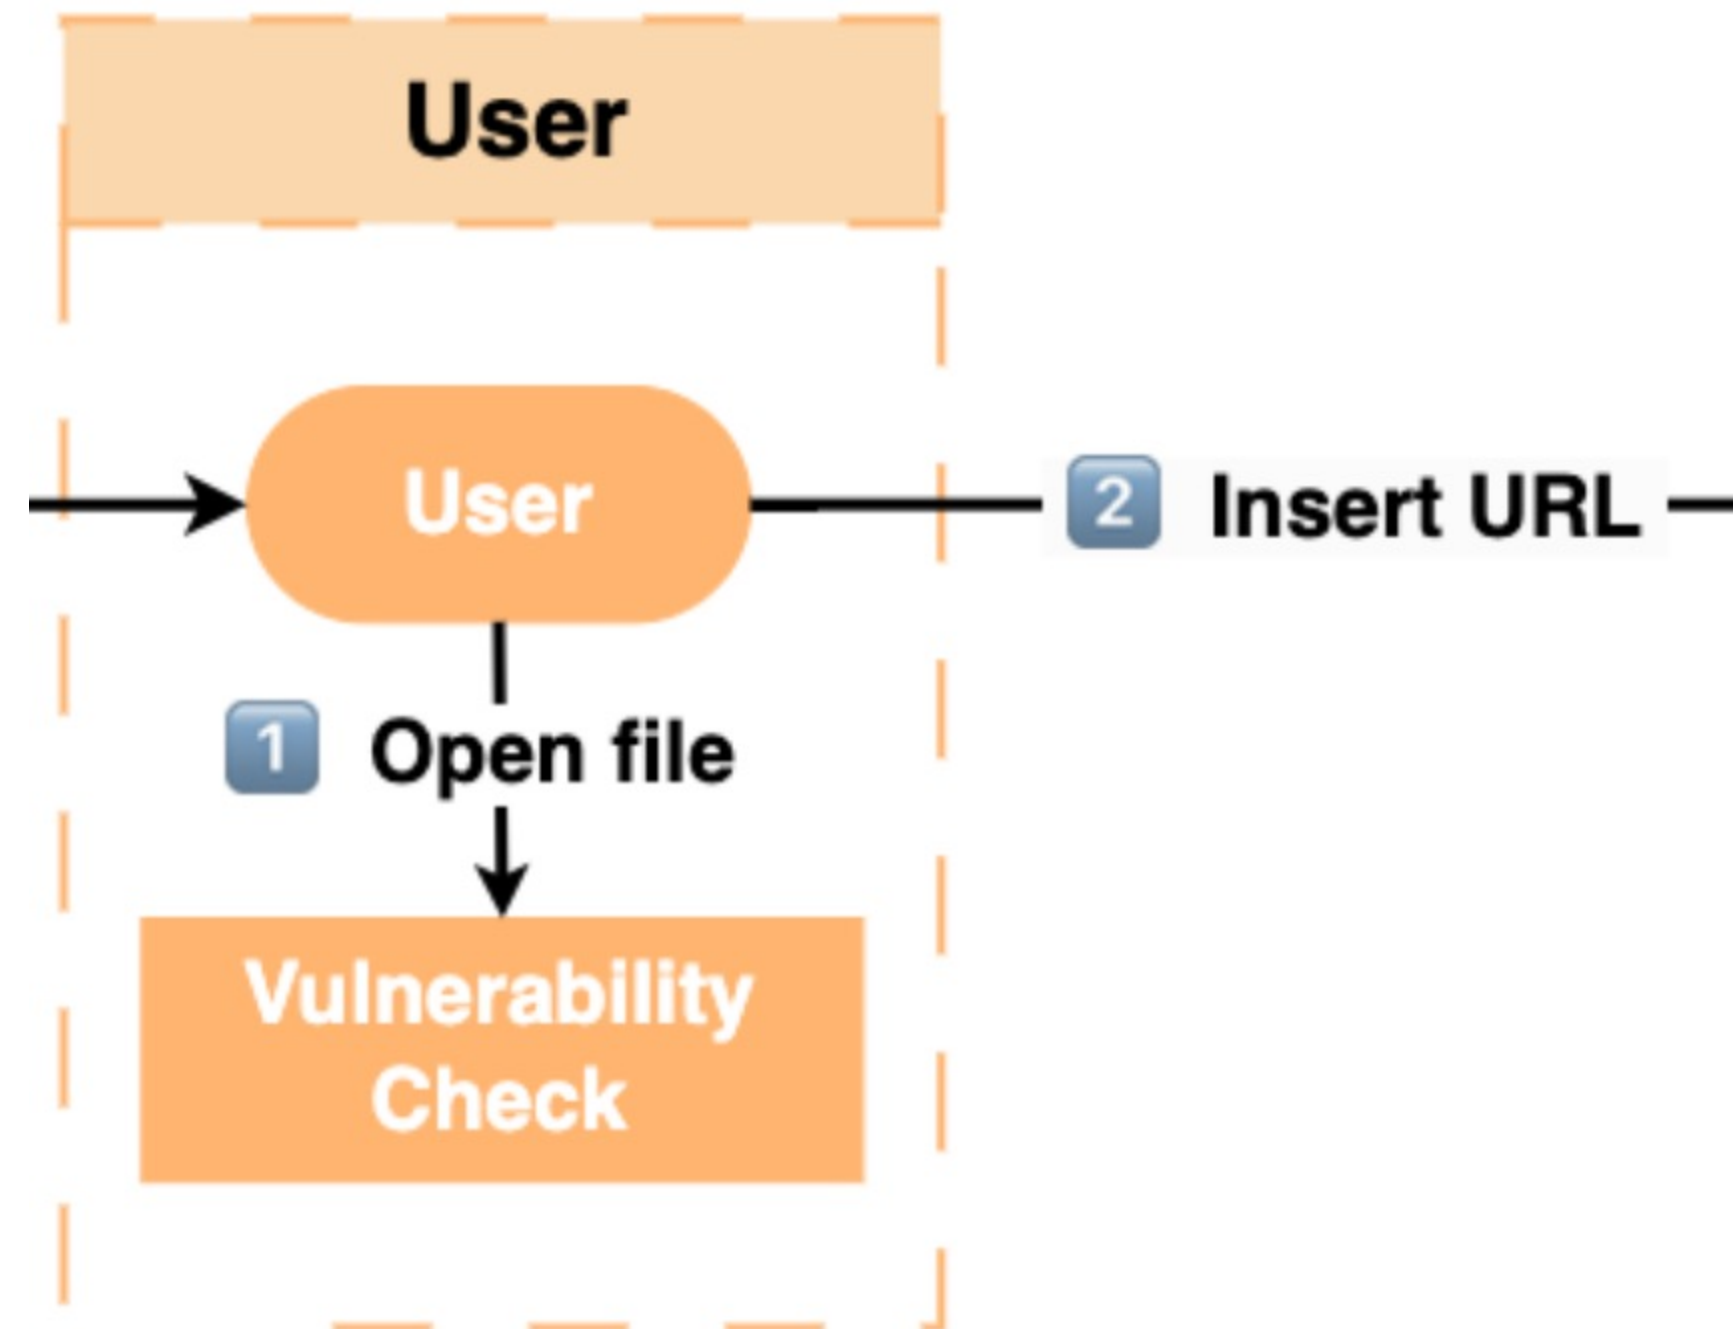 User
User
2 Insert URL
1 Open file
Vulnerability
Check